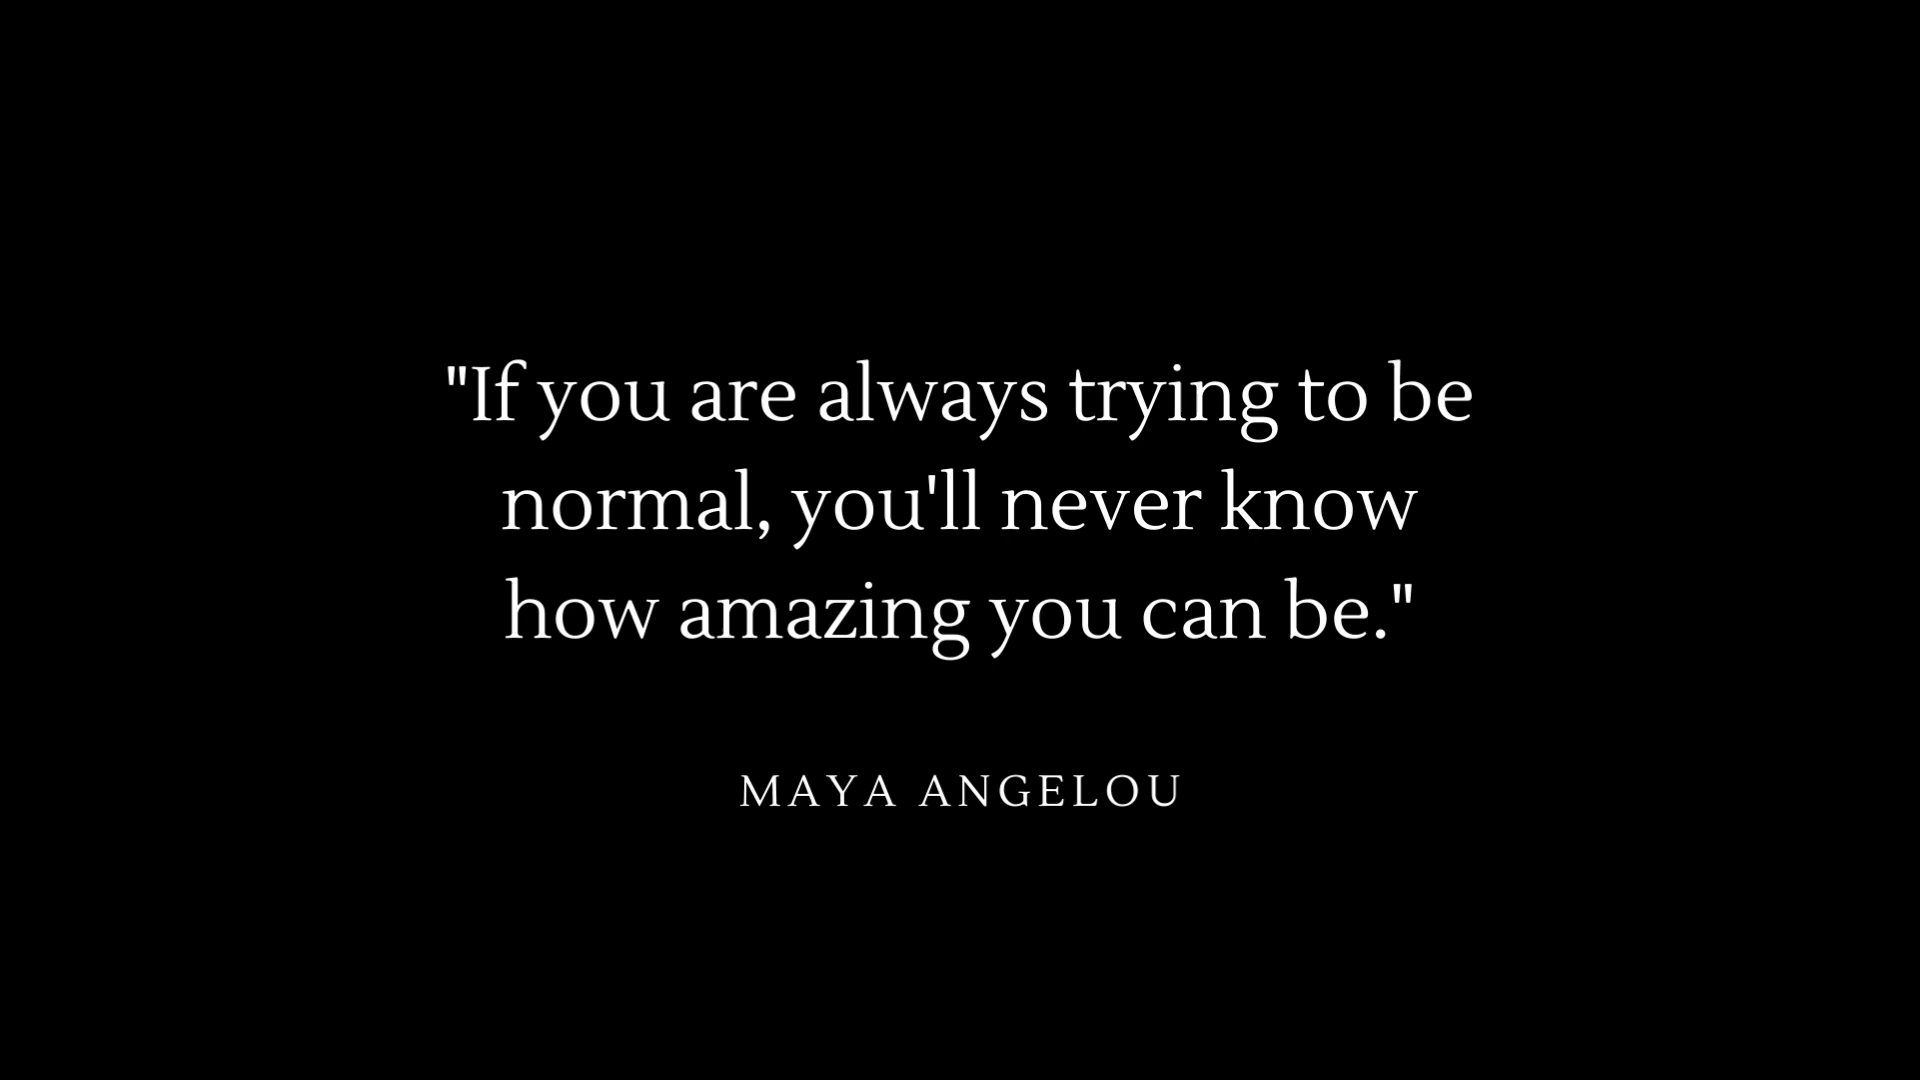 "If you are always trying to be
normal, you'll never know
how amazing you can be."
MAYA ANGELOU